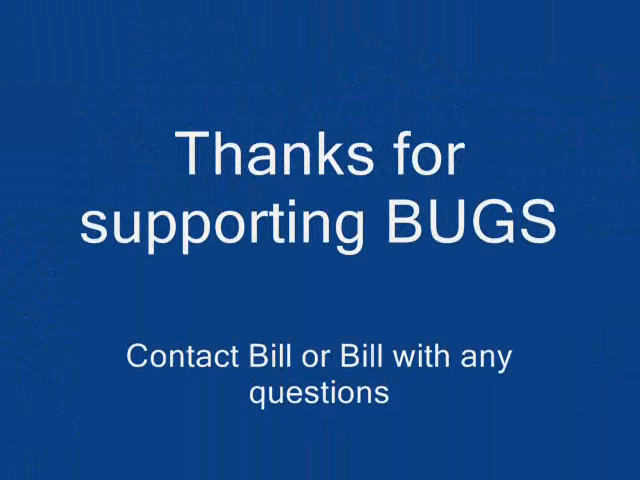 Thanks for
supporting BUGS
Contact Bill or Bill with any
questions